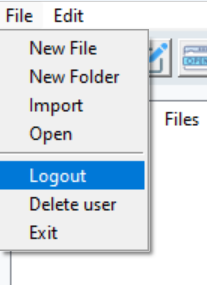 File Edit
New File
New Folder
Import
Open
Files
Logout
Delete user
Exit